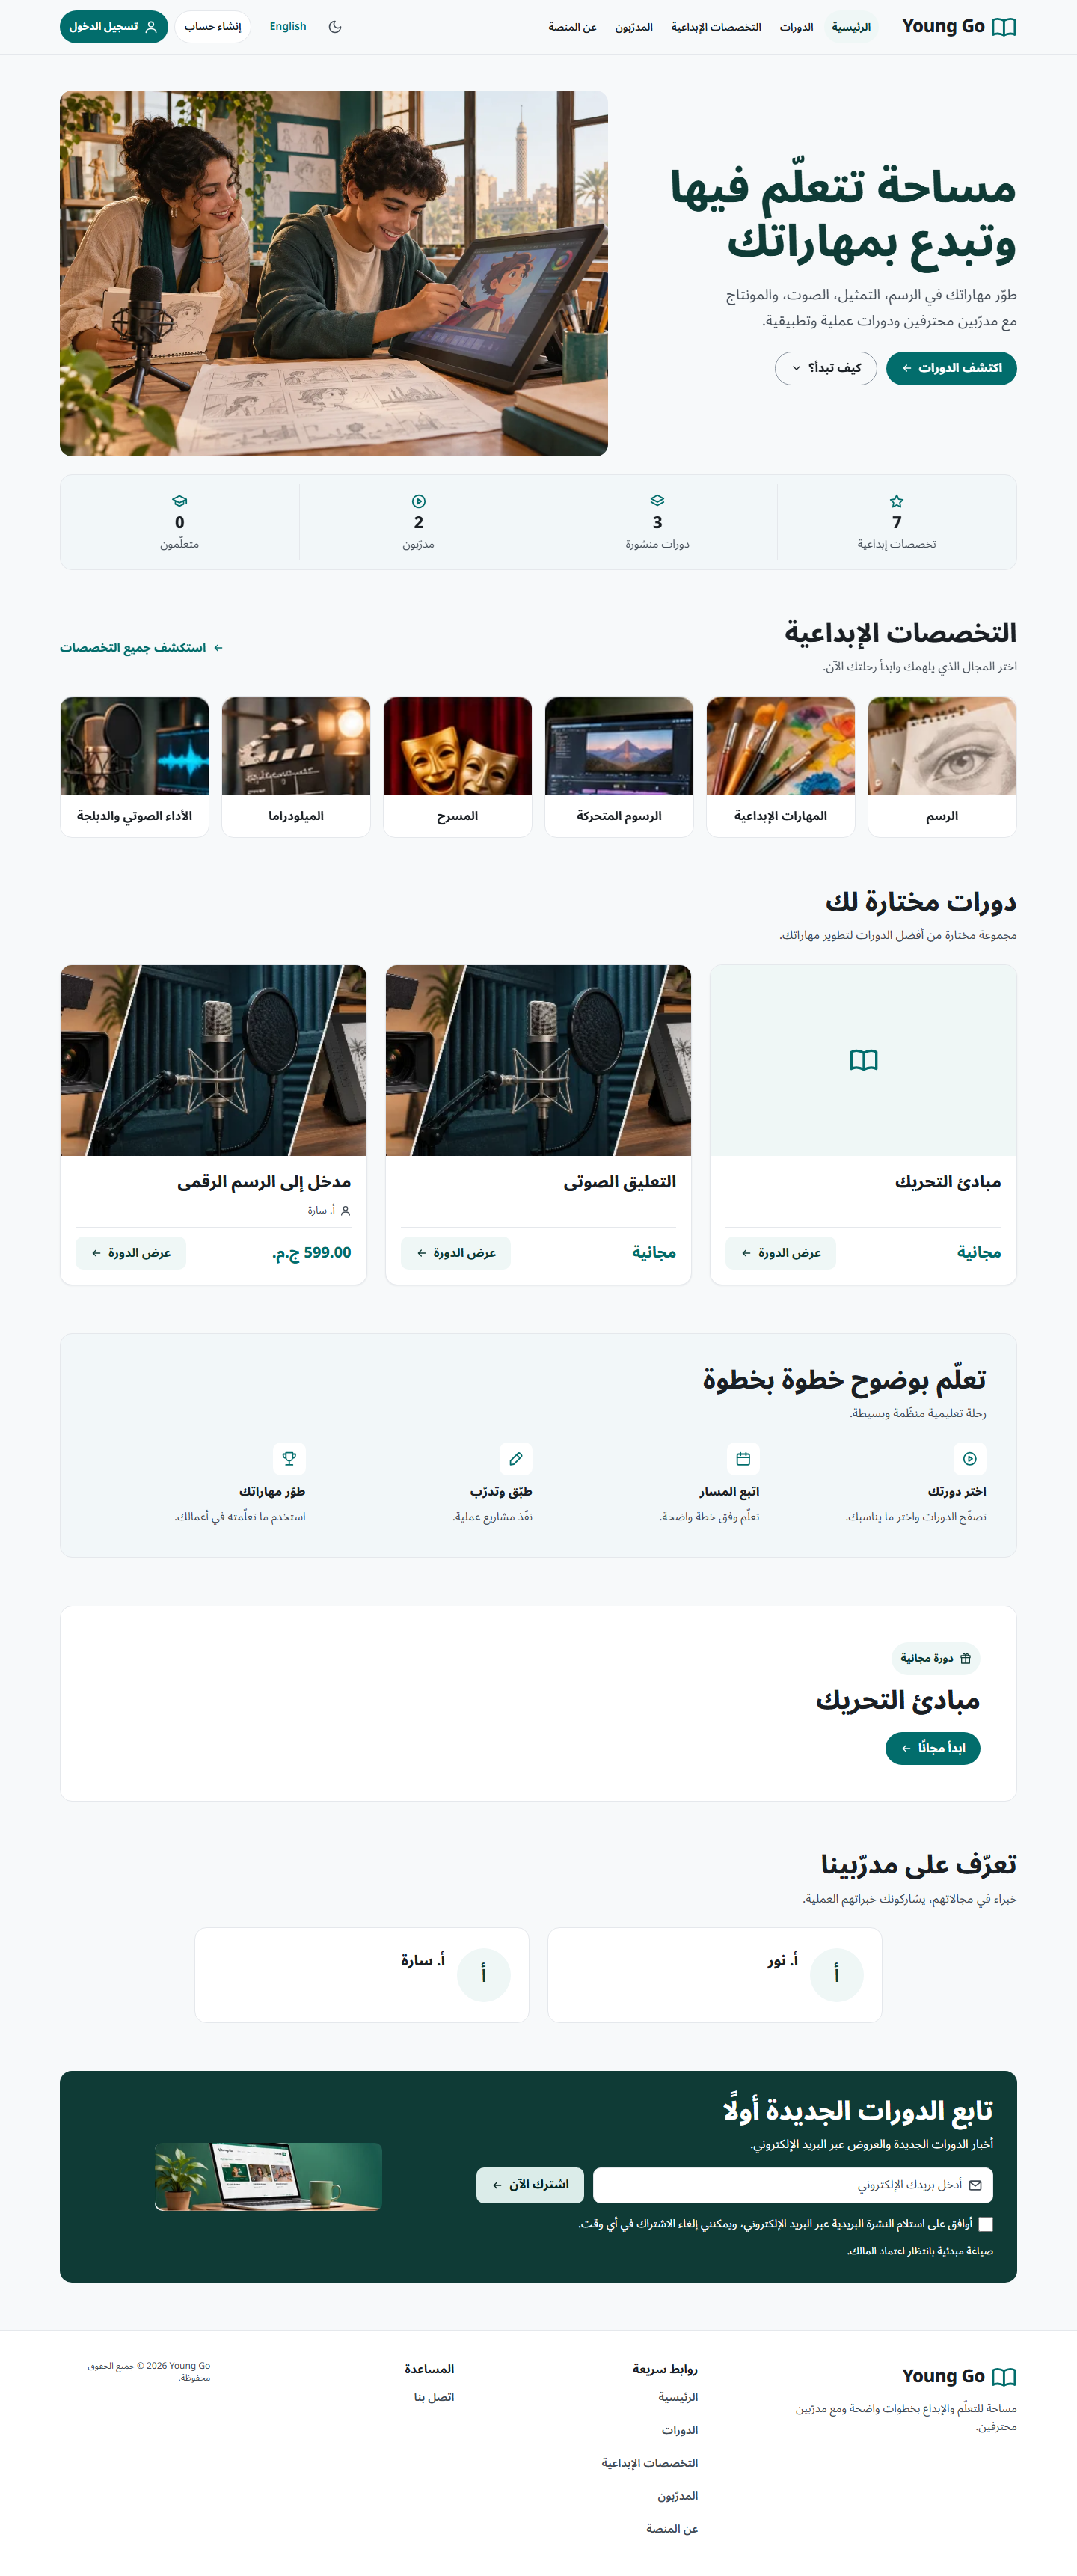 Young Go
الرئيسية
الدورات
التخصصات الإبداعية
المدرّبون
عن المنصة
English
إنشاء حساب
تسجيل الدخول
مساحة تتعلّم فيها
وتبدع بمهاراتك
طوّر مهاراتك في الرسم، التمثيل، الصوت، والمونتاج
مع مدرّبين محترفين ودورات عملية وتطبيقية.
اكتشف الدورات
كيف تبدأ؟
7
تخصصات إبداعية
3
دورات منشورة
2
مدرّبون
0
متعلّمون
التخصصات الإبداعية
اختر المجال الذي يلهمك وابدأ رحلتك الآن.
استكشف جميع التخصصات
الرسم
المهارات الإبداعية
الرسوم المتحركة
المسرح
الميلودراما
الأداء الصوتي والدبلجة
دورات مختارة لك
مجموعة مختارة من أفضل الدورات لتطوير مهاراتك.
مبادئ التحريك
مجانية
عرض الدورة
التعليق الصوتي
مجانية
عرض الدورة
مدخل إلى الرسم الرقمي
أ. سارة
599.00 ج.م.
عرض الدورة
تعلّم بوضوح خطوة بخطوة
رحلة تعليمية منظّمة وبسيطة.
اختر دورتك
تصفّح الدورات واختر ما يناسبك.
اتبع المسار
تعلّم وفق خطة واضحة.
طبّق وتدرّب
نفّذ مشاريع عملية.
طوّر مهاراتك
استخدم ما تعلّمته في أعمالك.
دورة مجانية
مبادئ التحريك
ابدأ مجانًا
تعرّف على مدرّبينا
خبراء في مجالاتهم، يشاركونك خبراتهم العملية.
أ
أ. نور
أ
أ. سارة
تابع الدورات الجديدة أولًا
أخبار الدورات الجديدة والعروض عبر البريد الإلكتروني.
أدخل بريدك الإلكتروني
اشترك الآن
أوافق على استلام النشرة البريدية عبر البريد الإلكتروني، ويمكنني إلغاء الاشتراك في أي وقت.
صياغة مبدئية بانتظار اعتماد المالك.
Young Go
مساحة للتعلّم والإبداع بخطوات واضحة ومع مدرّبين
محترفين.
روابط سريعة
الرئيسية
الدورات
التخصصات الإبداعية
المدرّبون
عن المنصة
المساعدة
اتصل بنا
Young Go 2026 © جميع الحقوق
محفوظة.